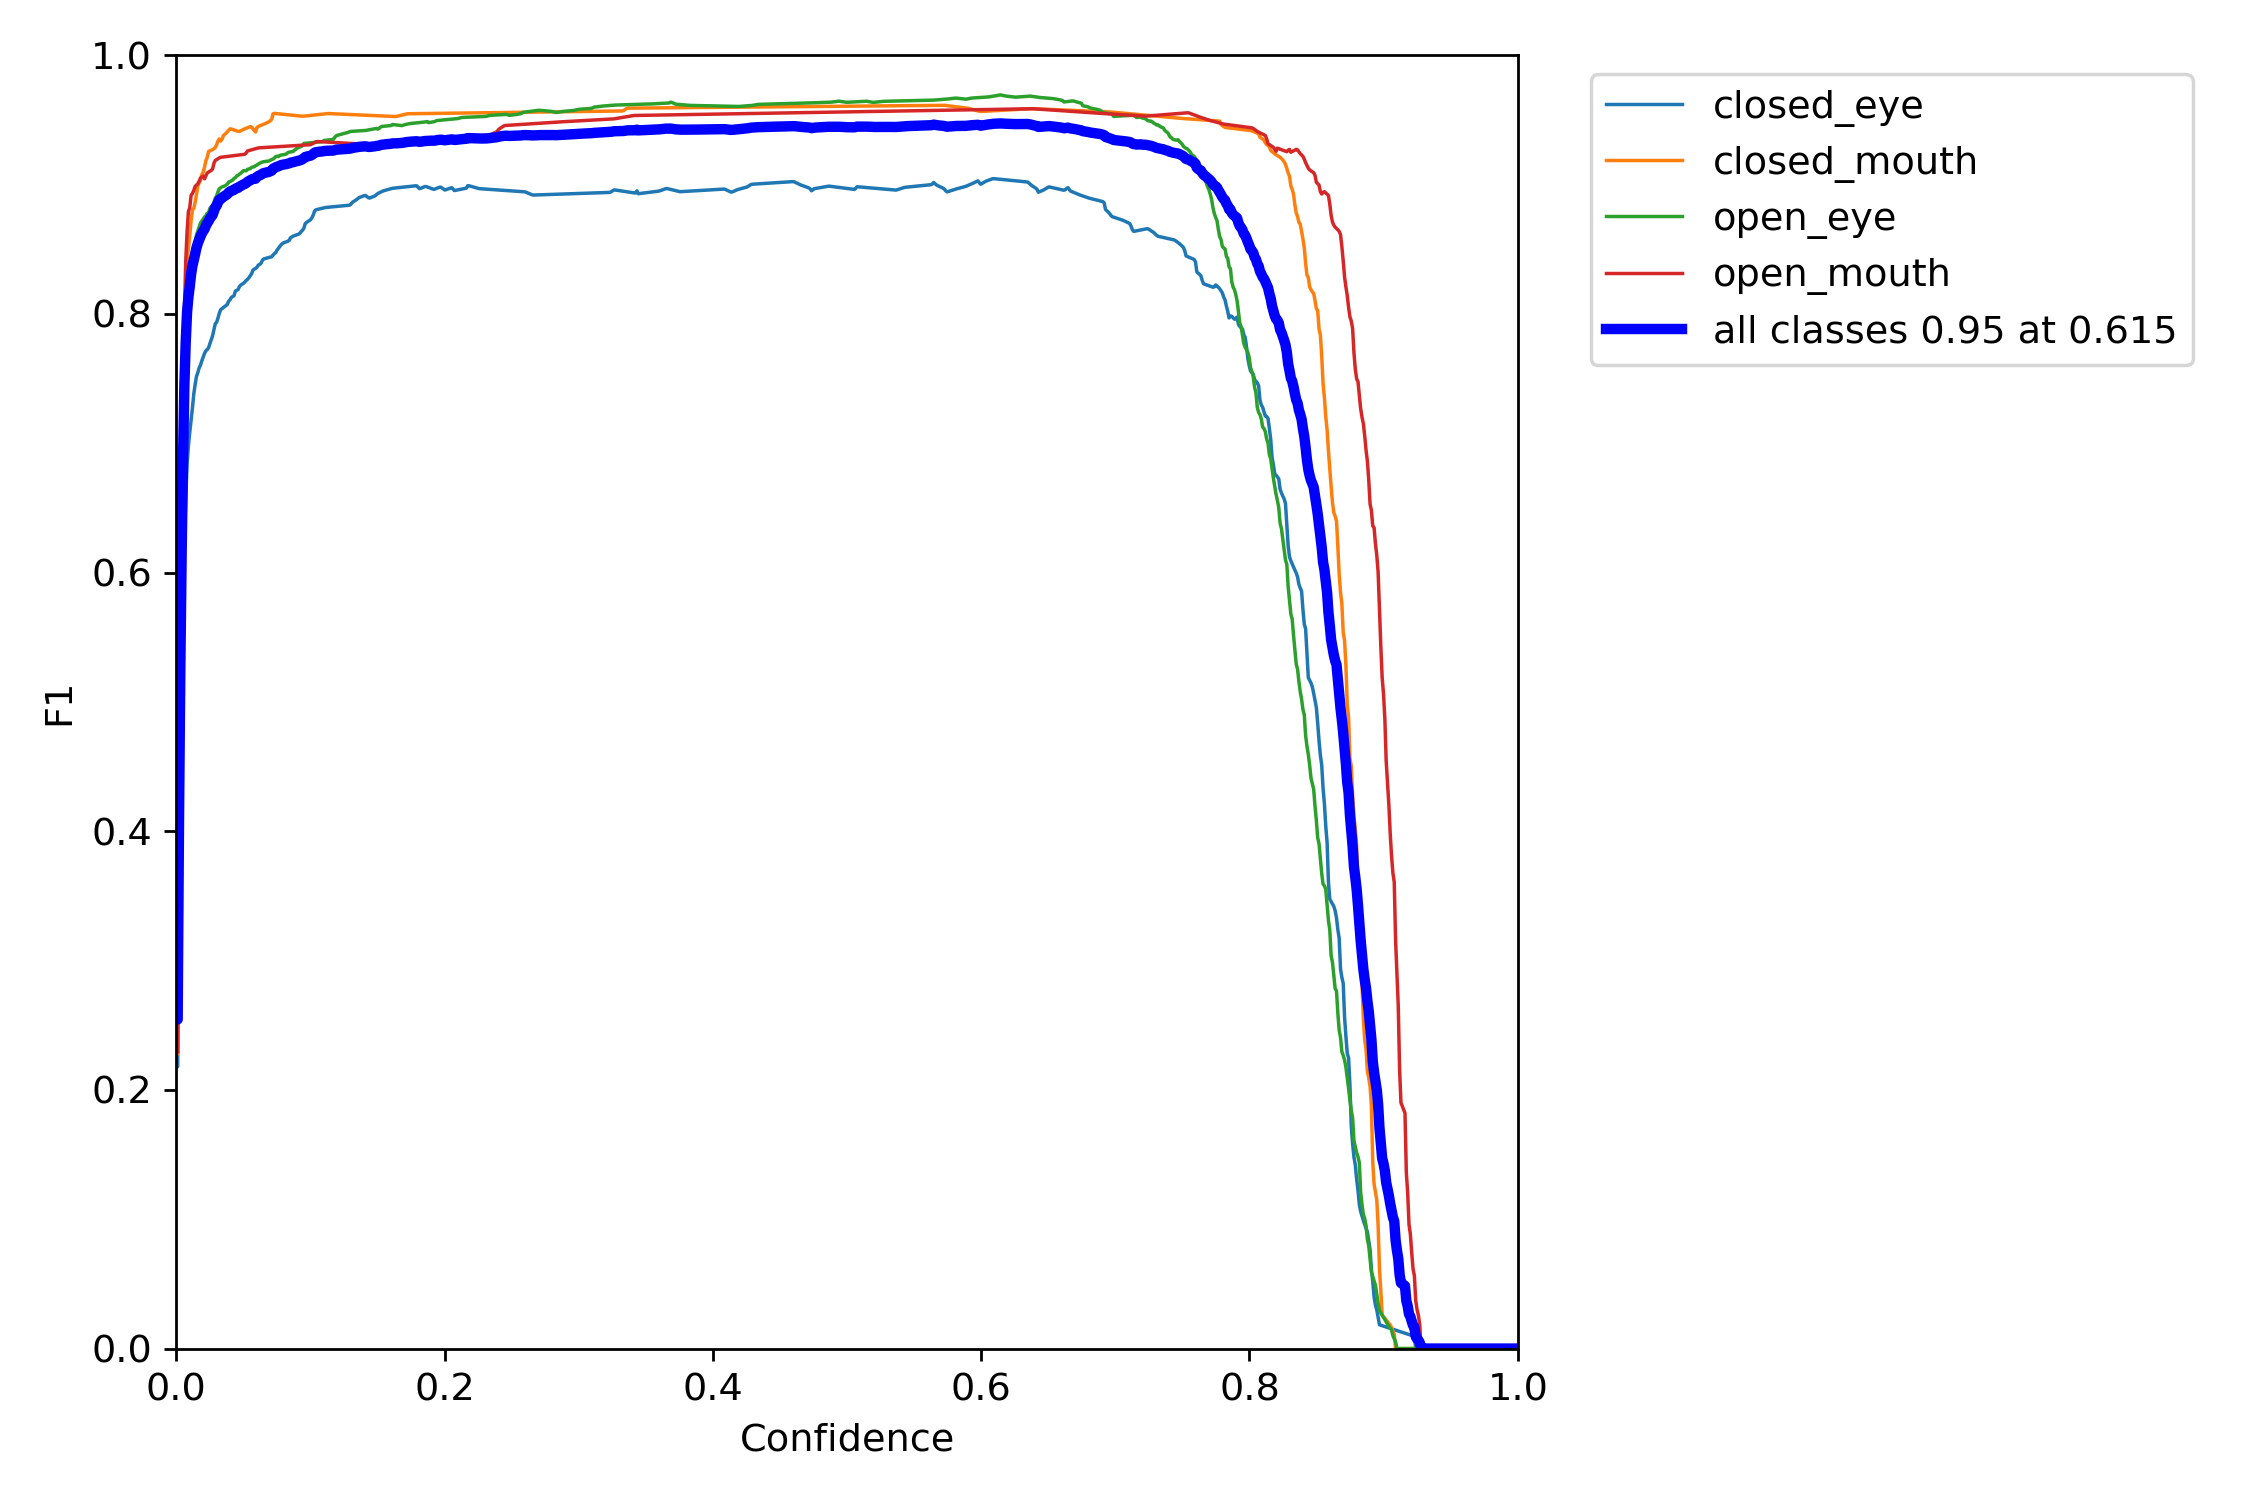 1.0
0.8
0.6
0.4
0.2
0.0
F1
0.0 0.2 0.4 0.6 0.8 1.0
Confidence
closed_eye
closed_mouth
open_eye
open_mouth
all classes 0.95 at 0.615